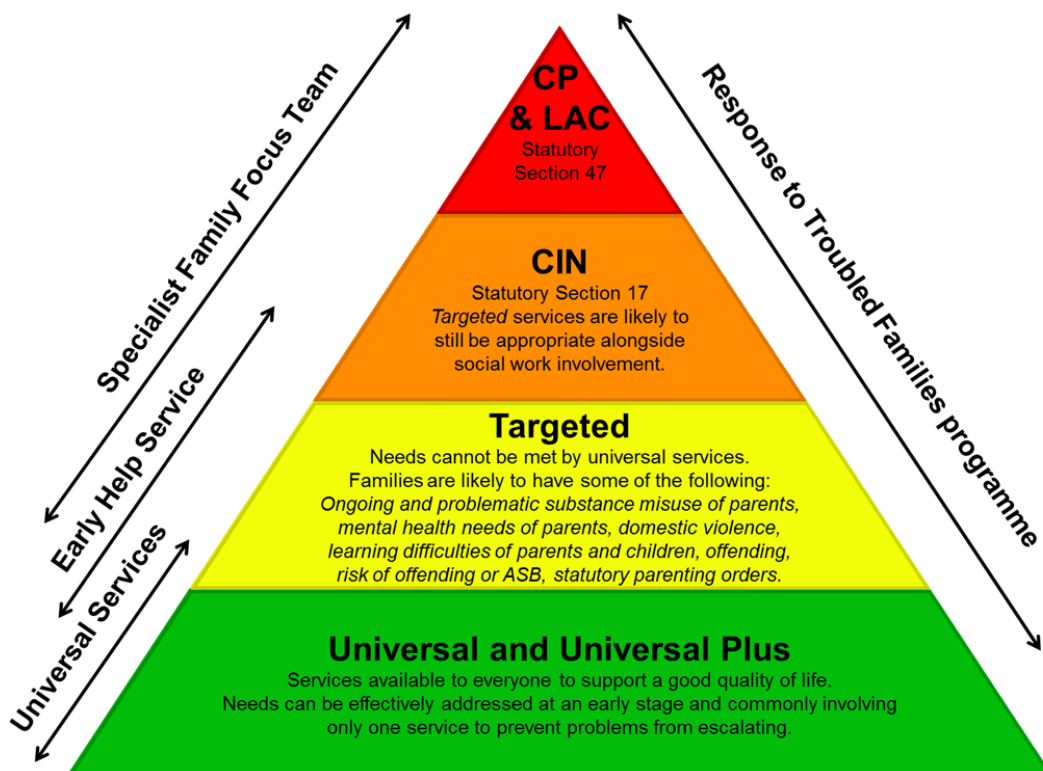 CP
& LAC
Statutory
Section 47
CIN
Statutory Section 17
Targeted services are likely to
still be appropriate alongside
social work involvement.
Targeted
Needs cannot be met by universal services.
Families are likely to have some of the following:
Ongoing and problematic substance misuse of parents,
mental health needs of parents, domestic violence,
learning difficulties of parents and children, offending,
risk of offending or ASB, statutory parenting orders.
Universal and Universal Plus
Services available to everyone to support a good quality of life.
Needs can be effectively addressed at an early stage and commonly involving
only one service to prevent problems from escalating.
Specialist Family Focus Team
Early Help Service
Universal Services
Response to Troubled Families programme